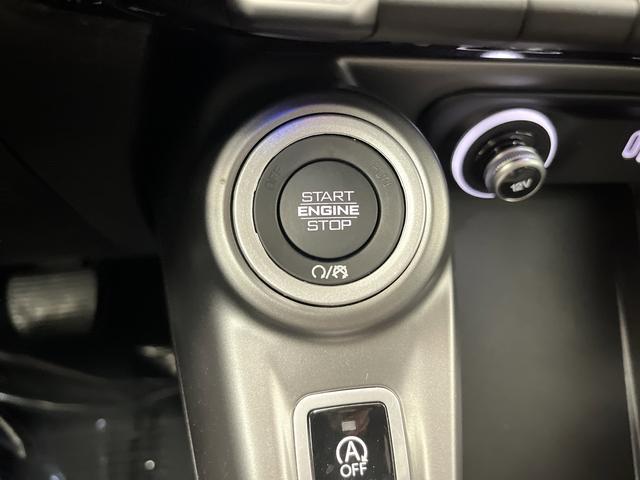 START
ENGINE
STOP
12V
A
OFF